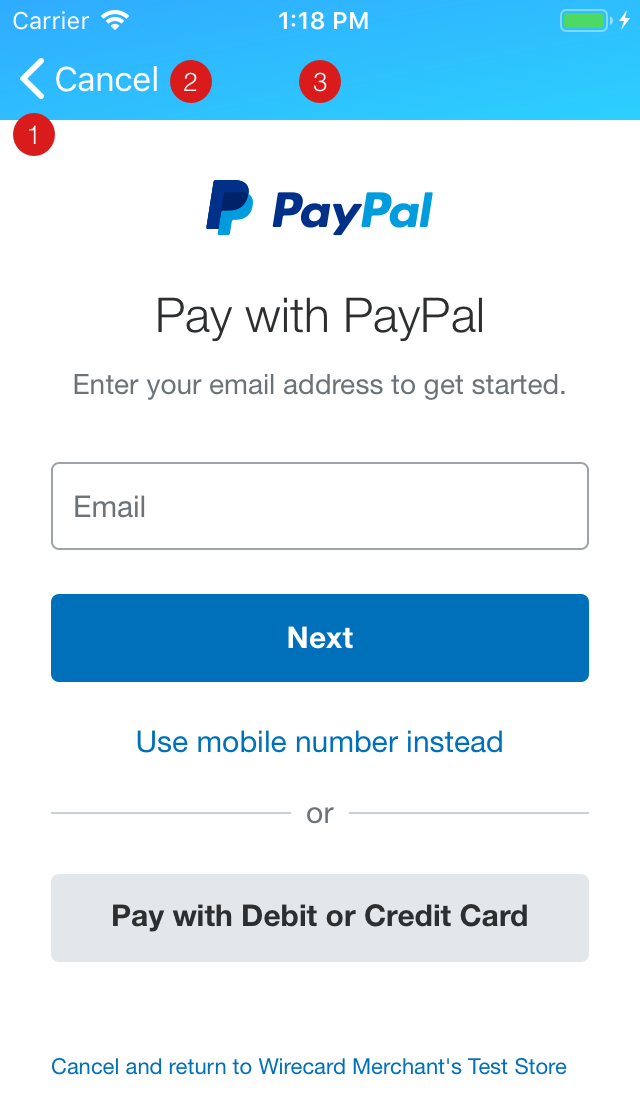 Carrier 1:18 PM
Cancel 2 3
1
PayPal
Pay with PayPal
Enter your email address to get started.
Email
Next
Use mobile number instead
or
Pay with Debit or Credit Card
Cancel and return to Wirecard Merchant's Test Store